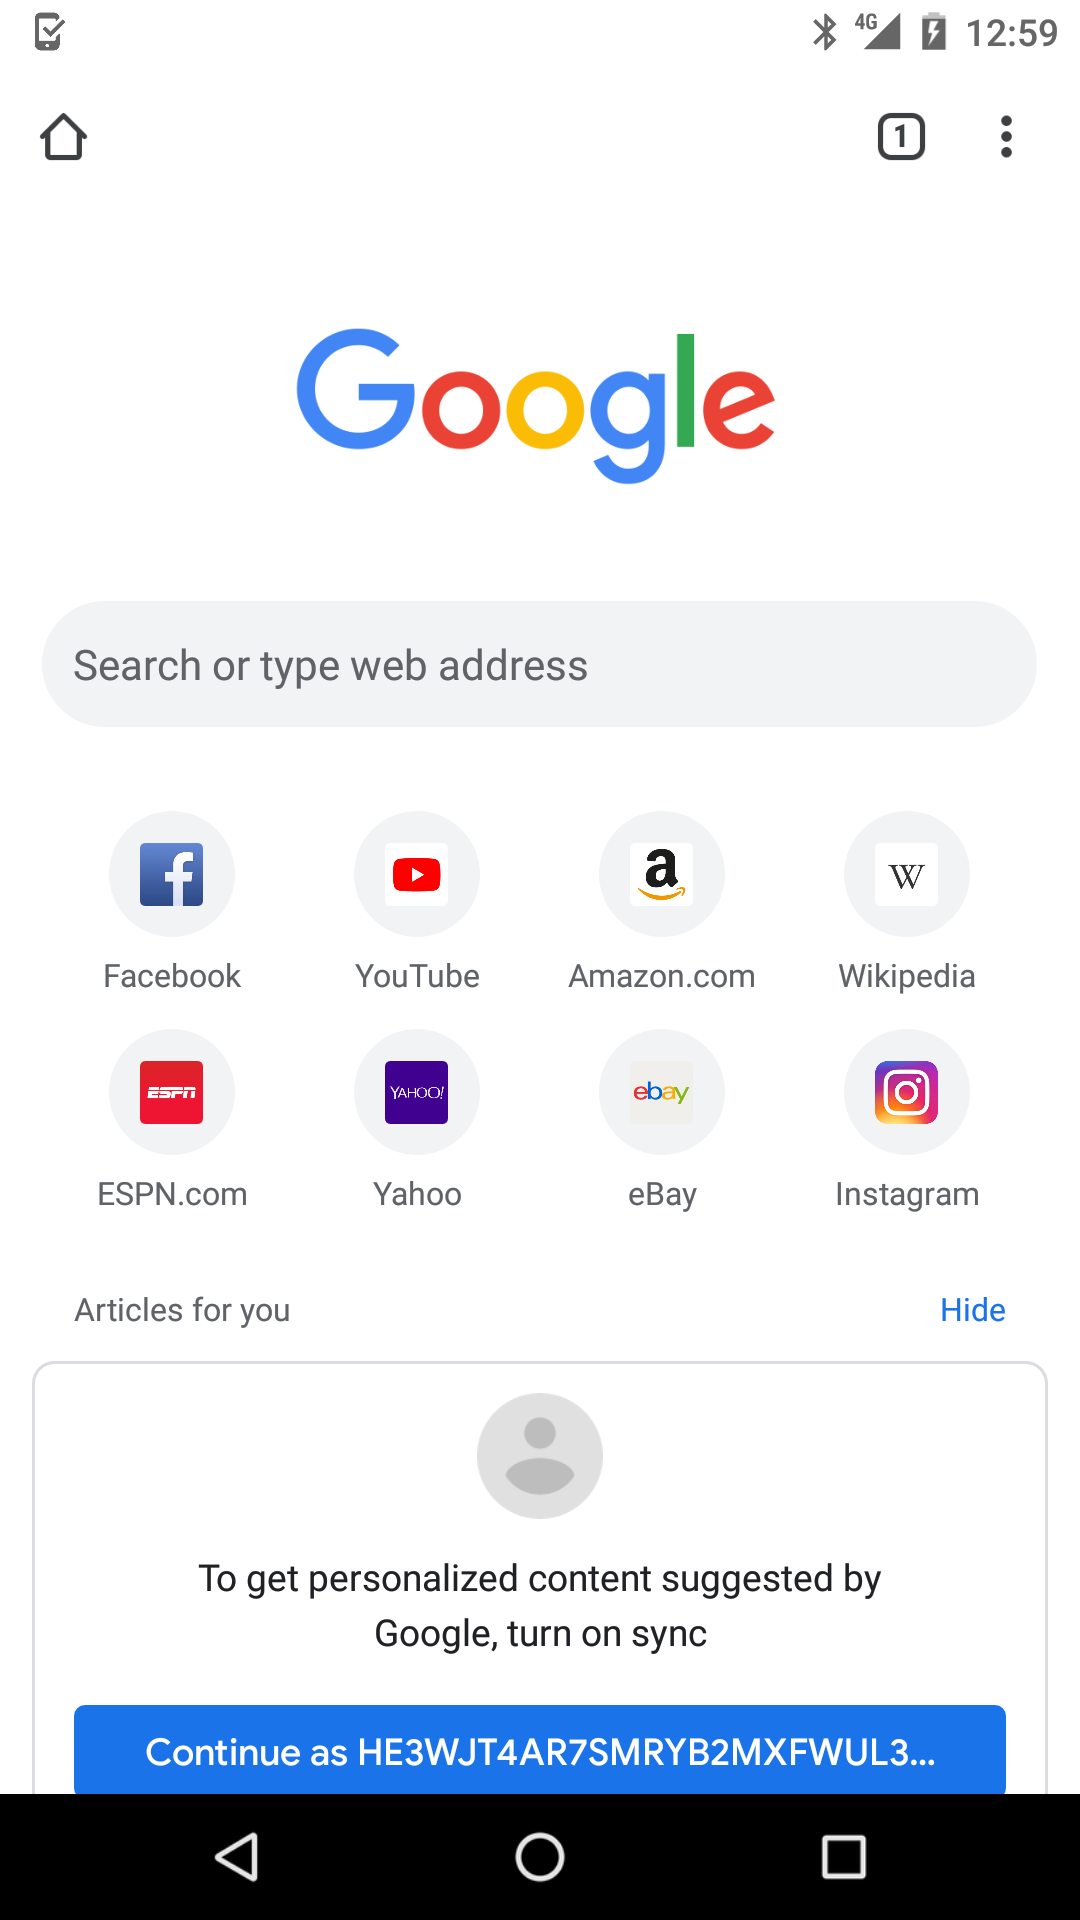 4G 12:59
1
Google
Search or type web address
f YouTube a W
Facebook YouTube Amazon.com Wikipedia
ESPN YAHOO! ebay
ESPN.com Yahoo eBay Instagram
Articles for you Hide
To get personalized content suggested by
Google, turn on sync
Continue as HE3WJT4AR7SMRYB2MXFWUL3...